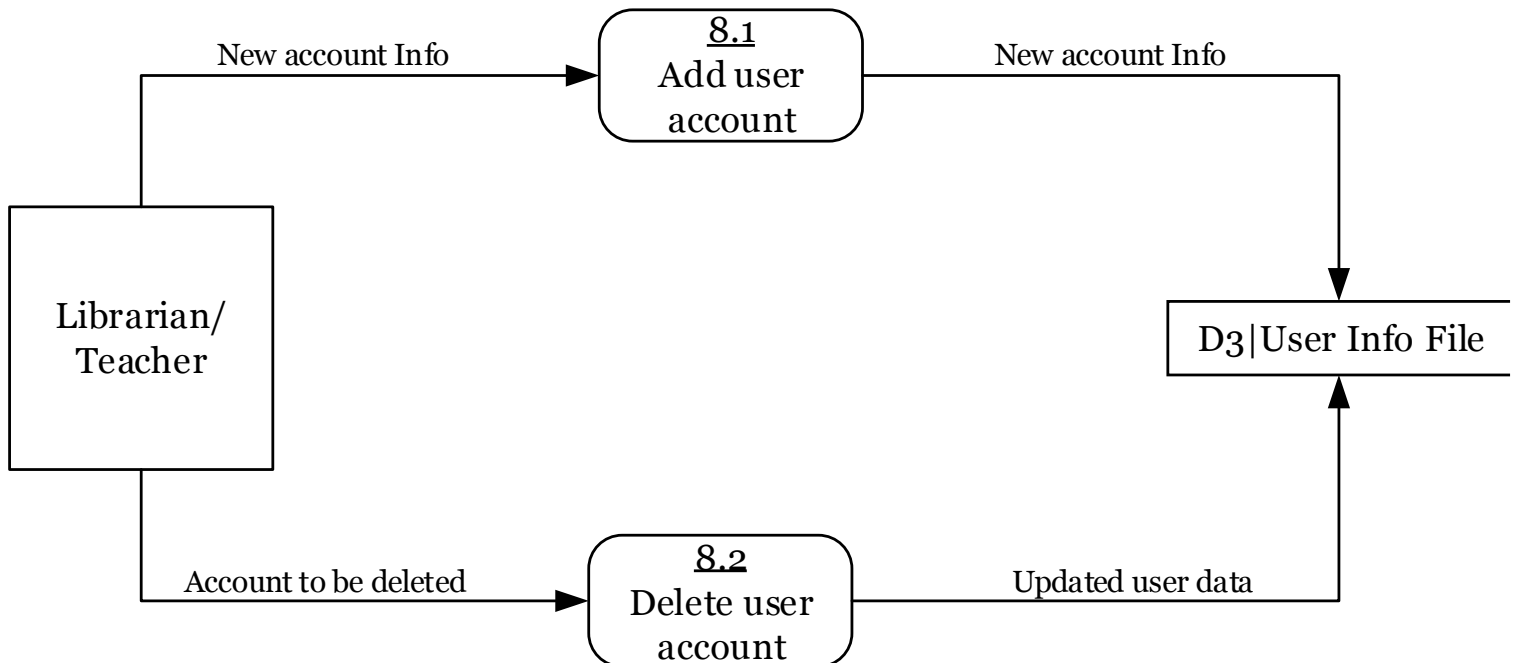 8.1
New account Info
New account Info
Add user
account
Librarian/
Teacher
D3|User Info File
8.2
Account to be deleted
Updated user data
Delete user
account